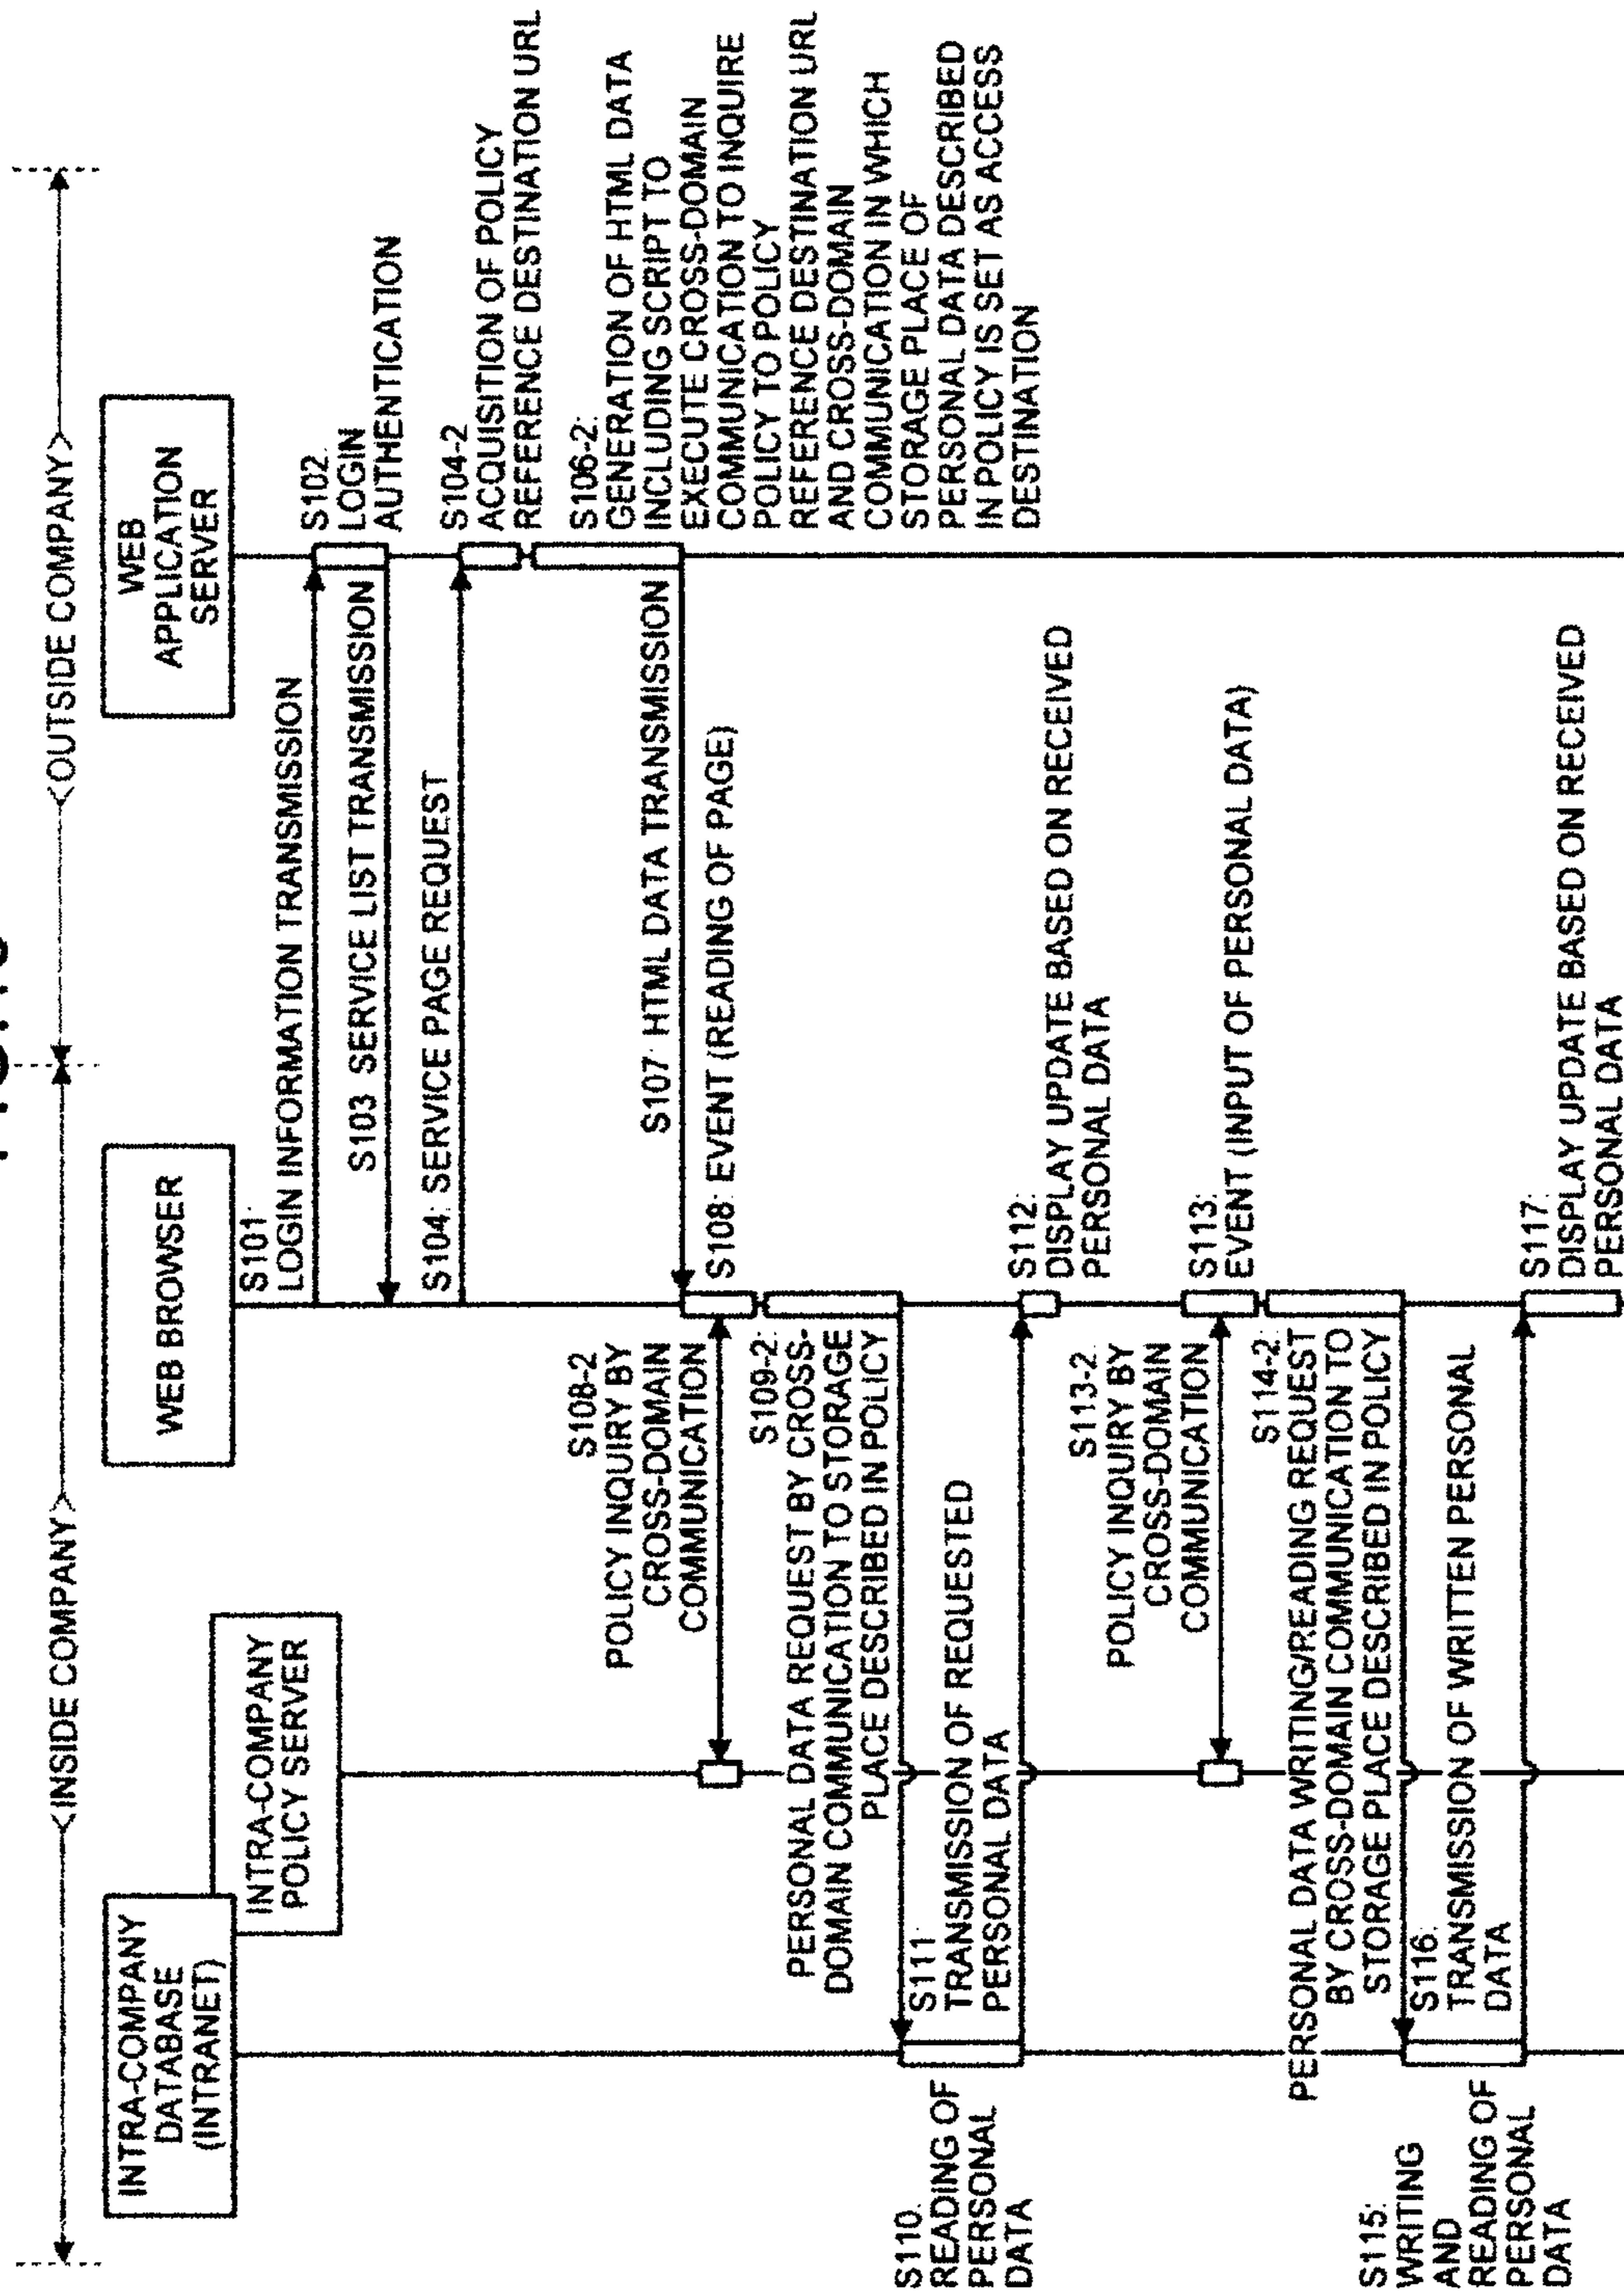 <INSIDE COMPANY>
<OUTSIDE COMPANY>
INTRA-COMPANY
DATABASE
(INTRANET)
INTRA-COMPANY
POLICY SERVER
WEB BROWSER
WEB
APPLICATION
SERVER
S101:
LOGIN INFORMATION TRANSMISSION
S102:
LOGIN
AUTHENTICATION
S103 SERVICE LIST TRANSMISSION
S104: SERVICE PAGE REQUEST
S104-2
ACQUISITION OF POLICY
REFERENCE DESTINATION URL
S106-2:
GENERATION OF HTML DATA
INCLUDING SCRIPT TO
EXECUTE CROSS-DOMAIN
COMMUNICATION TO INQUIRE
POLICY TO POLICY
REFERENCE DESTINATION URL
AND CROSS-DOMAIN
COMMUNICATION IN WHICH
STORAGE PLACE OF
PERSONAL DATA DESCRIBED
IN POLICY IS SET AS ACCESS
DESTINATION
S107: HTML DATA TRANSMISSION
S108: EVENT (READING OF PAGE)
S108-2
POLICY INQUIRY BY
CROSS-DOMAIN
COMMUNICATION
S109-2:
PERSONAL DATA REQUEST BY CROSS-
DOMAIN COMMUNICATION TO STORAGE
PLACE DESCRIBED IN POLICY
S110:
READING OF
PERSONAL
DATA
S111:
TRANSMISSION OF REQUESTED
PERSONAL DATA
S112:
DISPLAY UPDATE BASED ON RECEIVED
PERSONAL DATA
S113:
EVENT (INPUT OF PERSONAL DATA)
S113-2
POLICY INQUIRY BY
CROSS-DOMAIN
COMMUNICATION
S114-2:
PERSONAL DATA WRITING/READING REQUEST
BY CROSS-DOMAIN COMMUNICATION TO
STORAGE PLACE DESCRIBED IN POLICY
S115:
WRITING
AND
READING OF
PERSONAL
DATA
S116:
TRANSMISSION OF WRITTEN PERSONAL
DATA
S117:
DISPLAY UPDATE BASED ON RECEIVED
PERSONAL DATA